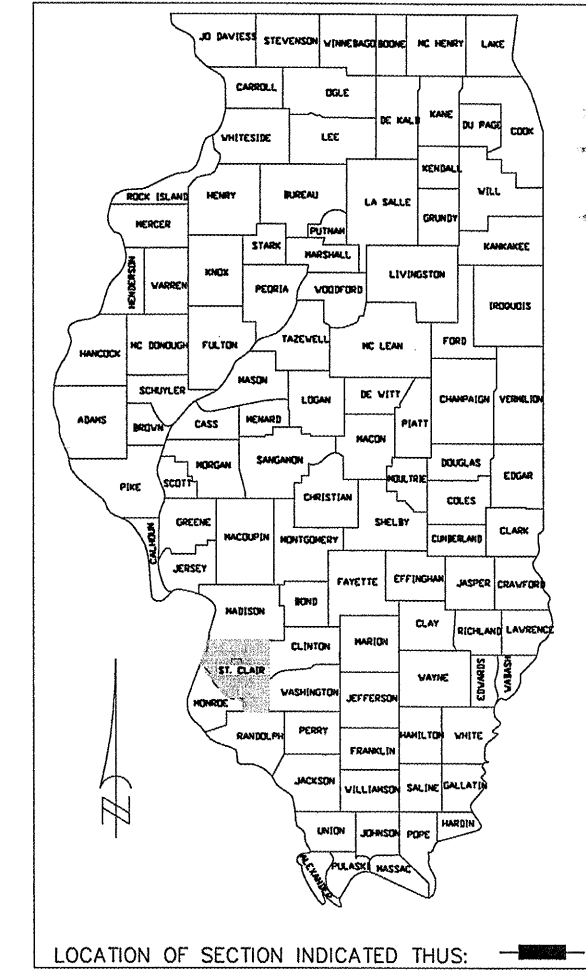 JO DAVIESS STEVENSON WINNEBAGO BOONE MC HENRY LAKE
CARROLL OGLE DE KALB KANE DU PAGE COOK
WHITESIDE LEE
KENDALL WILL
ROCK ISLAND HENRY BUREAU LA SALLE GRUNDY
MERCER PUTNAM KANKAKEE
STARK MARSHALL
HENDERSON WARREN KNOX PEORIA WOODFORD LIVINGSTON IROQUOIS
HANCOCK MC DONOUGH FULTON TAZEWELL MC LEAN FORD
MASON
SCHUYLER LOGAN DE WITT CHAMPAIGN VERMILION
ADAMS BROWN CASS MENARD MACON PIATT
PIKE SCOTT MORGAN SANGAMON MOULTRIE DOUGLAS EDGAR
CHRISTIAN COLES
CALHOUN GREENE MACOUPIN MONTGOMERY SHELBY CUMBERLAND CLARK
JERSEY FAYETTE EFFINGHAM JASPER CRAWFORD
MADISON BOND
CLINTON MARION CLAY RICHLAND LAWRENCE
ST. CLAIR WAYNE EDWARDS WABASH
MONROE WASHINGTON JEFFERSON
RANDOLPH PERRY HAMILTON WHITE
FRANKLIN
JACKSON WILLIAMSON SALINE GALLATIN
UNION JOHNSON POPE HARDIN
ALEXANDER PULASKI MASSAC
N
LOCATION OF SECTION INDICATED THUS: